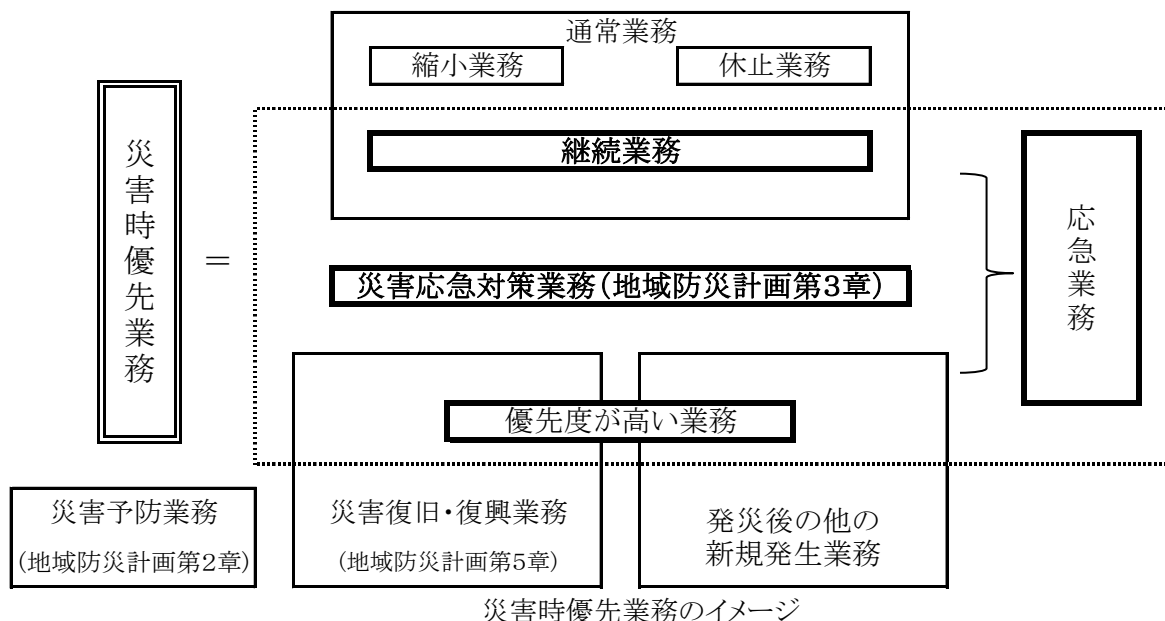 通常業務
縮小業務
休止業務
災害時優先業務
=
継続業務
災害応急対策業務(地域防災計画第3章)
応急業務
優先度が高い業務
災害予防業務
(地域防災計画第2章)
災害復旧・復興業務
(地域防災計画第5章)
発災後の他の
新規発生業務
災害時優先業務のイメージ